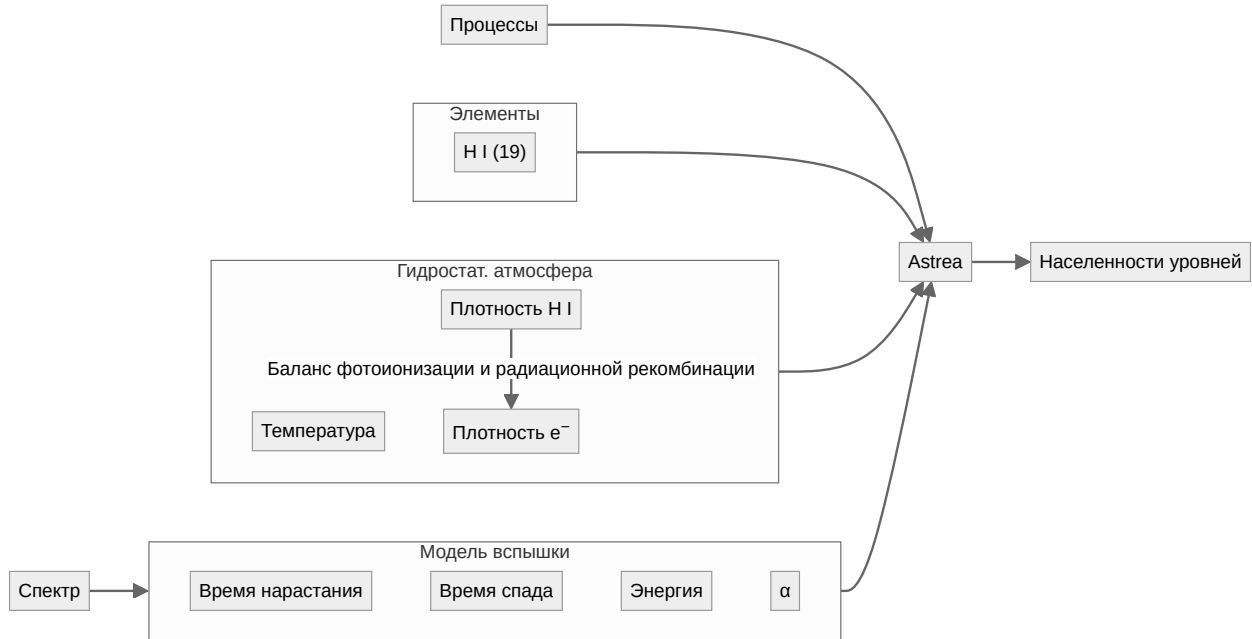 Процессы
Элементы
H I (19)
Astrea
Населенности уровней
Гидростат. атмосфера
Плотность H I
Баланс фотоионизации и радиационной рекомбинации
Температура
Плотность e⁻
Модель вспышки
Спектр
Время нарастания
Время спада
Энергия
α